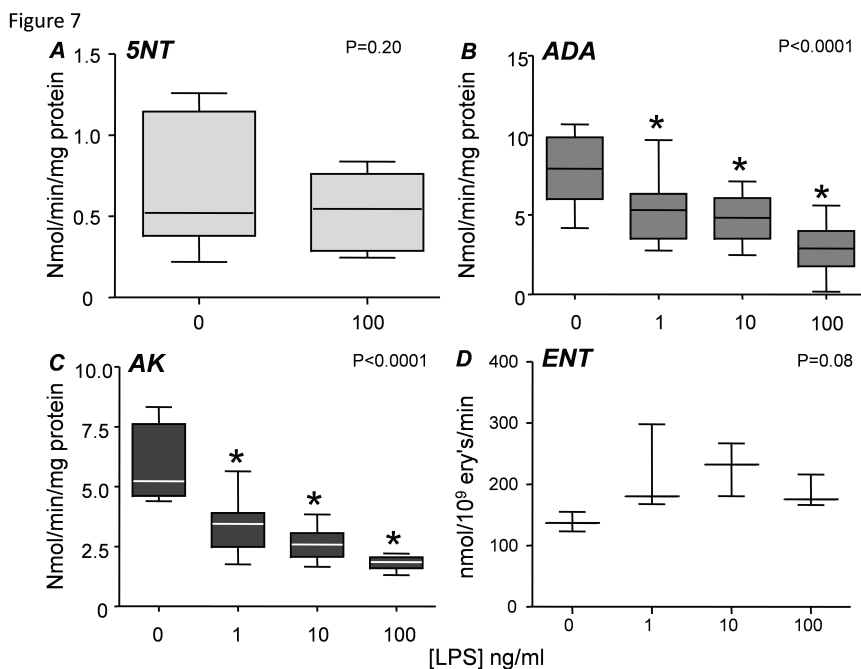 Figure 7
A 5NT P=0.20
Nmol/min/mg protein
1.5
1.0
0.5
0
0 100
B ADA P<0.0001
Nmol/min/mg protein
15
10
5
0
* * *
0 1 10 100
C AK P<0.0001
Nmol/min/mg protein
10.0
7.5
5.0
2.5
0
* * *
0 1 10 100
D ENT P=0.08
nmol/10⁹ ery's/min
400
300
200
100
0
0 1 10 100
[LPS] ng/ml